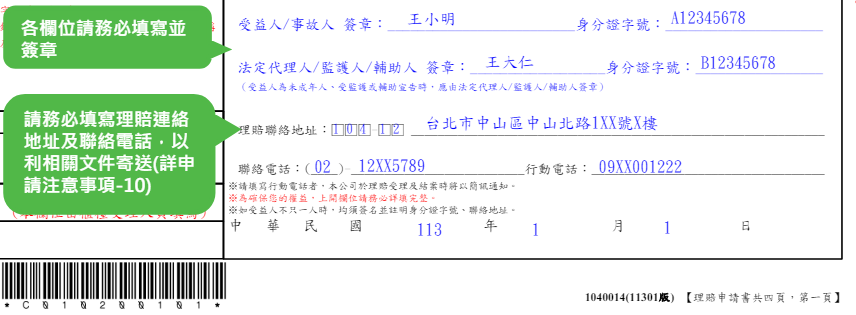 各欄位請務必填寫並
簽章
受益人/事故人 簽章： 王小明 身分證字號： A12345678
法定代理人/監護人/輔助人 簽章： 王大仁 身分證字號： B12345678
（受益人為未成年人、受監護或輔助宣告時，應由法定代理人/監護人/輔助人簽章）
請務必填寫理賠連絡
地址及聯絡電話，以
利相關文件寄送(詳申
請注意事項-10)
理賠聯絡地址：104-12 台北市中山區中山北路1XX號X樓
聯絡電話：( 02 )- 12XX5789 行動電話： 09XX001222
※請填寫行動電話者，本公司於理賠受理及結案時將以簡訊通知。
※為確保您的權益，上開欄位請務必詳填完整。
※如受益人不只一人時，均須簽名並註明身分證字號、聯絡地址。
中 華 民 國 113 年 1 月 1 日
* C 0 1 0 2 0 0 1 0 1 *
1040014(11301版) 【理賠申請書共四頁，第一頁】